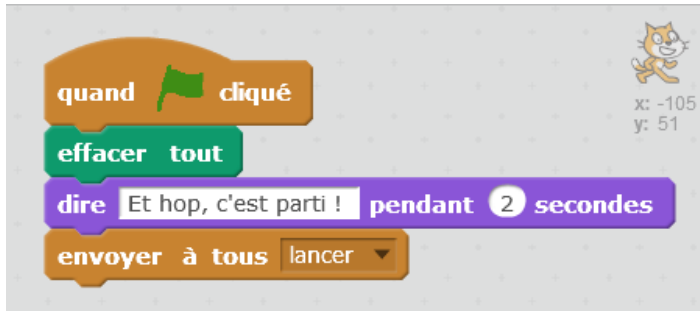 quand cliqué
effacer tout
dire Et hop, c'est parti ! pendant 2 secondes
envoyer à tous lancer
x: -105
y: 51